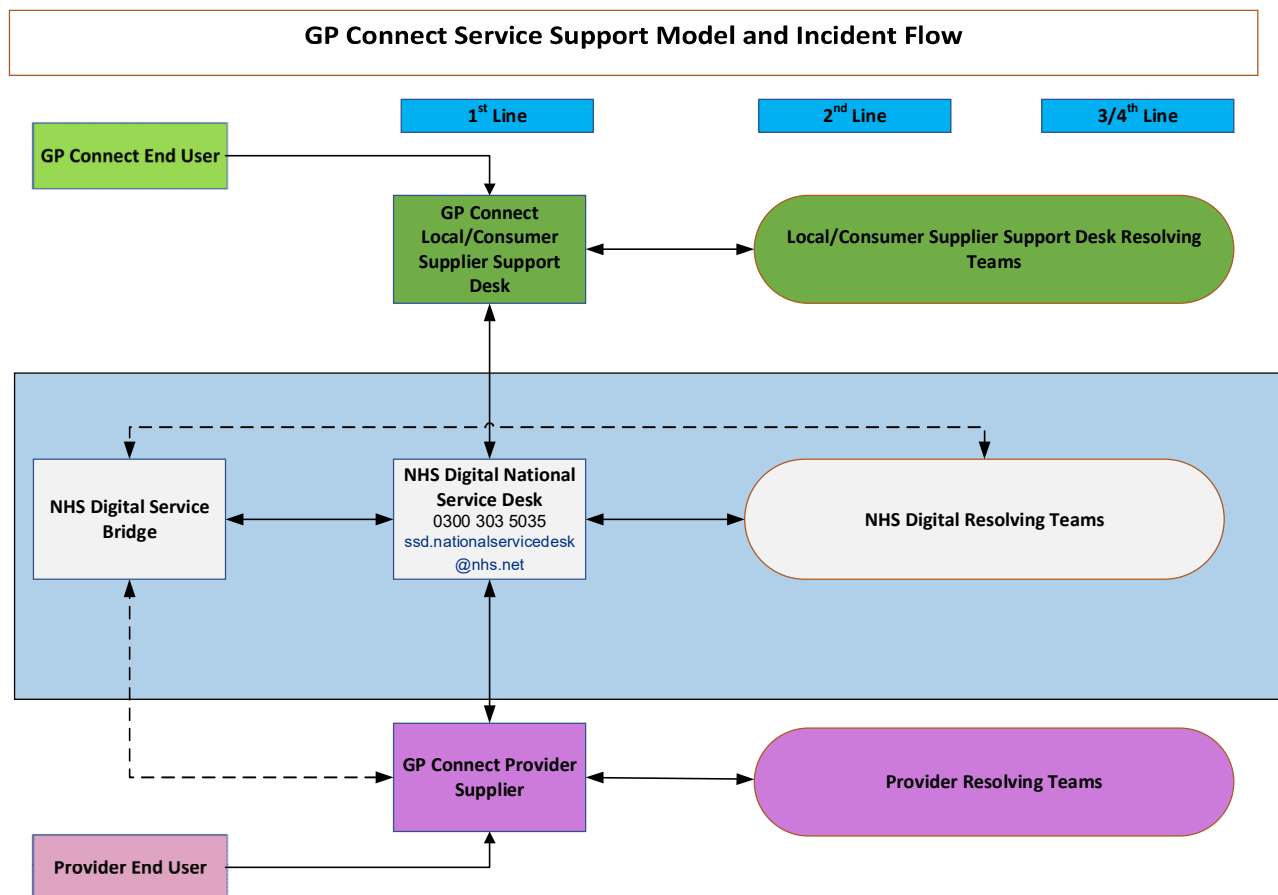 GP Connect Service Support Model and Incident Flow
1st Line
2nd Line
3/4th Line
GP Connect End User
GP Connect
Local/Consumer
Supplier Support
Desk
Local/Consumer Supplier Support Desk Resolving
Teams
NHS Digital Service
Bridge
NHS Digital National
Service Desk
0300 303 5035
ssd.nationalservicedesk
@nhs.net
NHS Digital Resolving Teams
GP Connect Provider
Supplier
Provider Resolving Teams
Provider End User